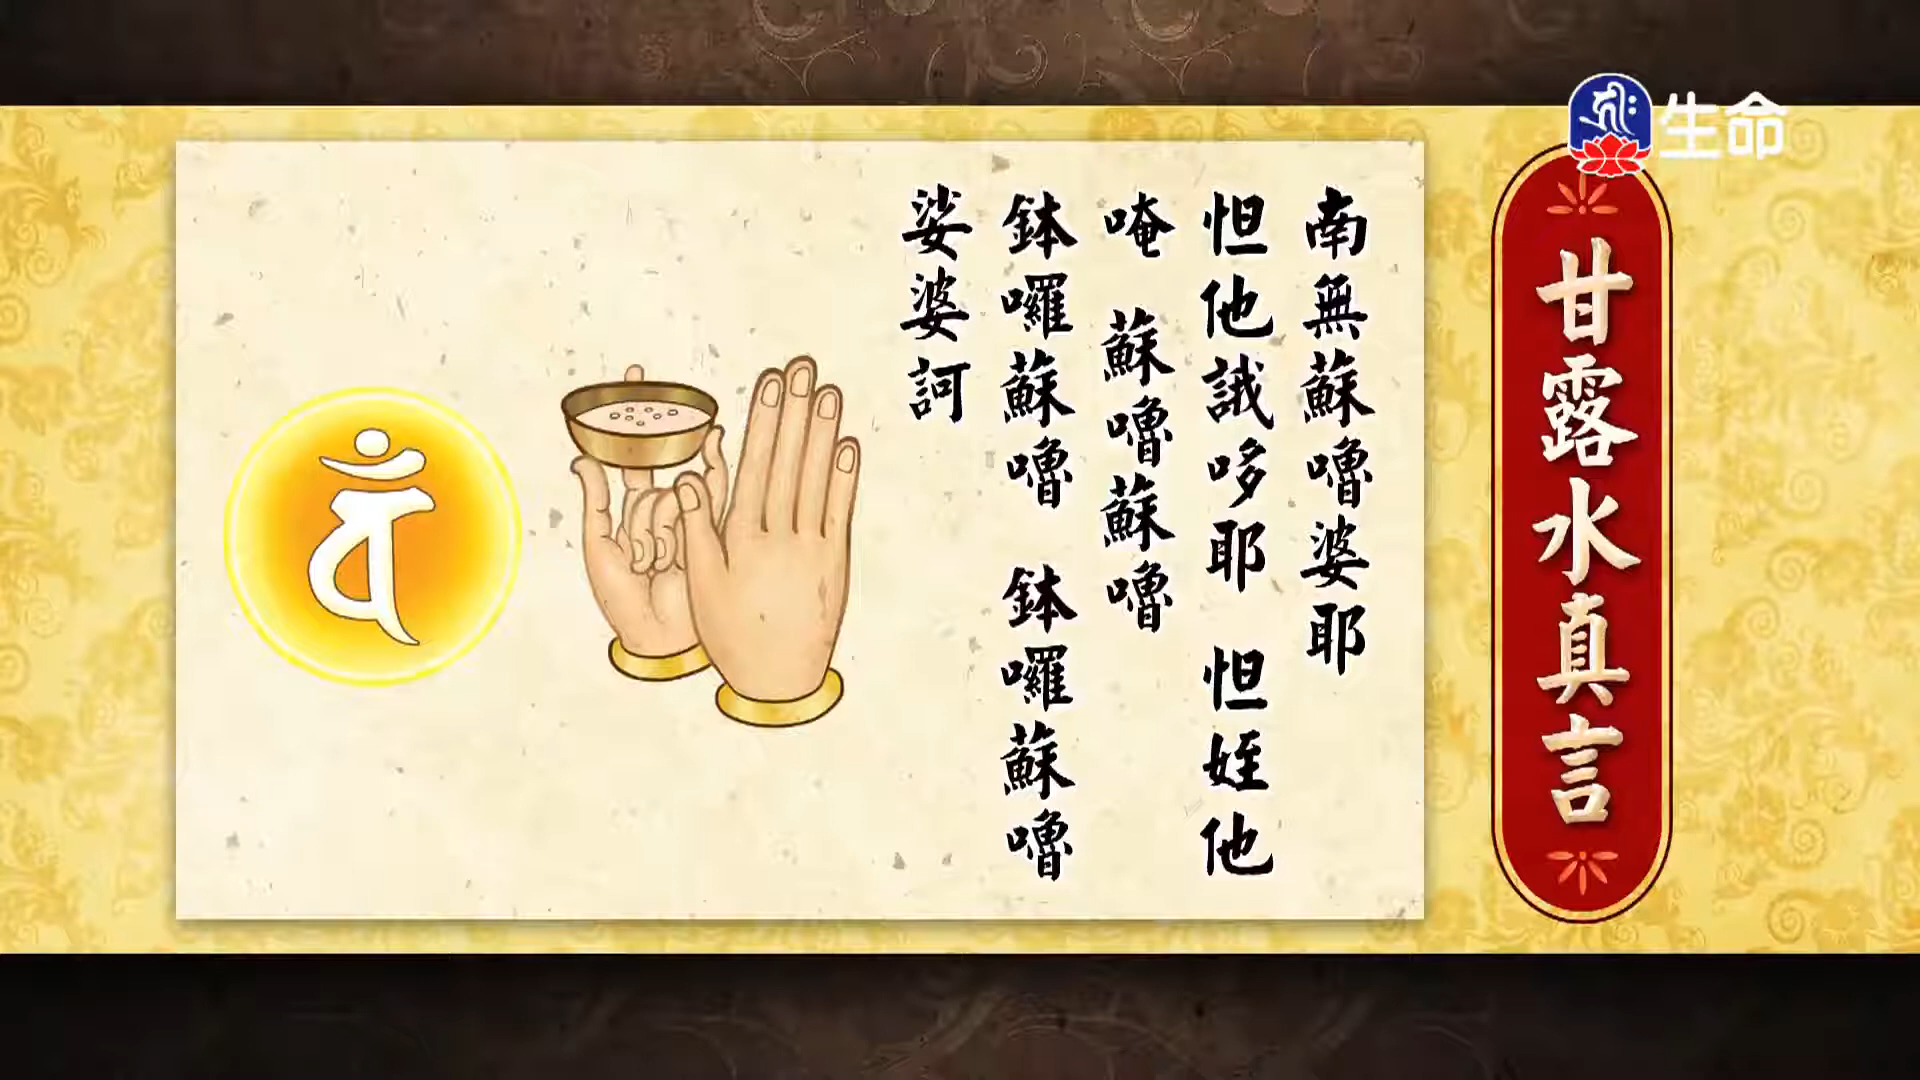 生命
甘露水真言
南無蘇嚕婆耶
怛他誐哆耶 怛姪他
唵 蘇嚕蘇嚕
鉢囉蘇嚕 鉢囉蘇嚕
娑婆訶